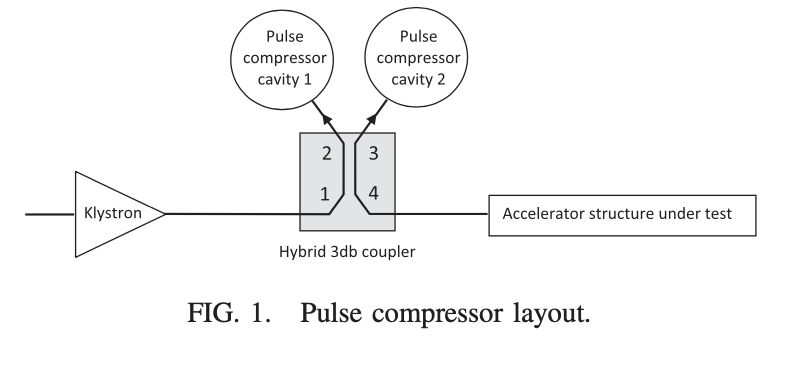 Pulse
compressor
cavity 1
Pulse
compressor
cavity 2
2
3
1
4
Klystron
Accelerator structure under test
Hybrid 3db coupler
FIG. 1. Pulse compressor layout.